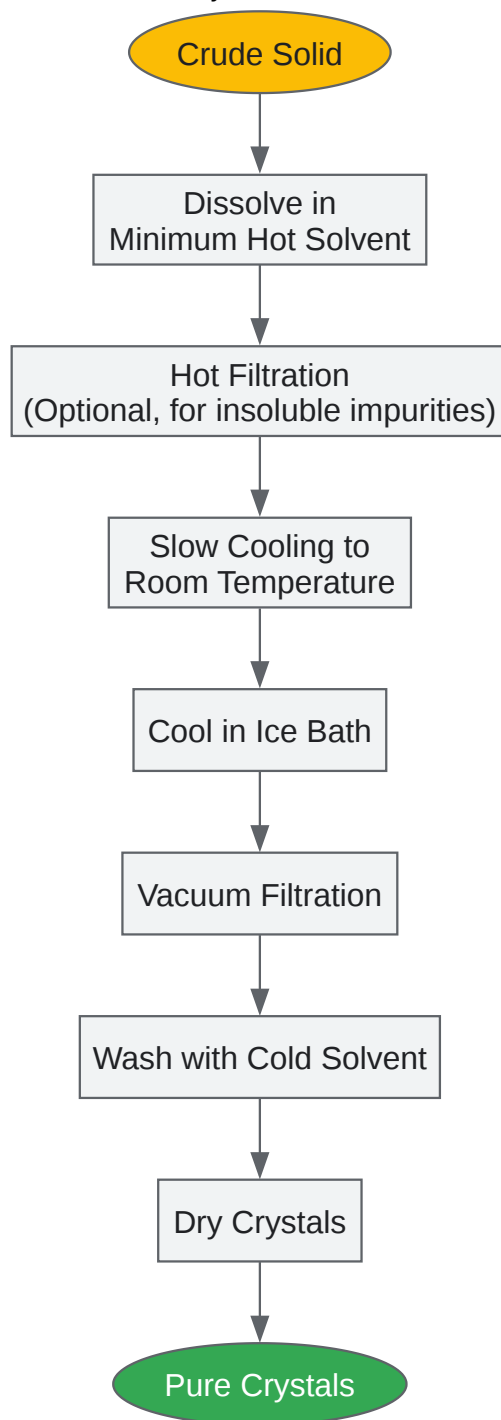 Crude Solid
Dissolve in
Minimum Hot Solvent
Hot Filtration
(Optional, for insoluble impurities)
Slow Cooling to
Room Temperature
Cool in Ice Bath
Vacuum Filtration
Wash with Cold Solvent
Dry Crystals
Pure Crystals